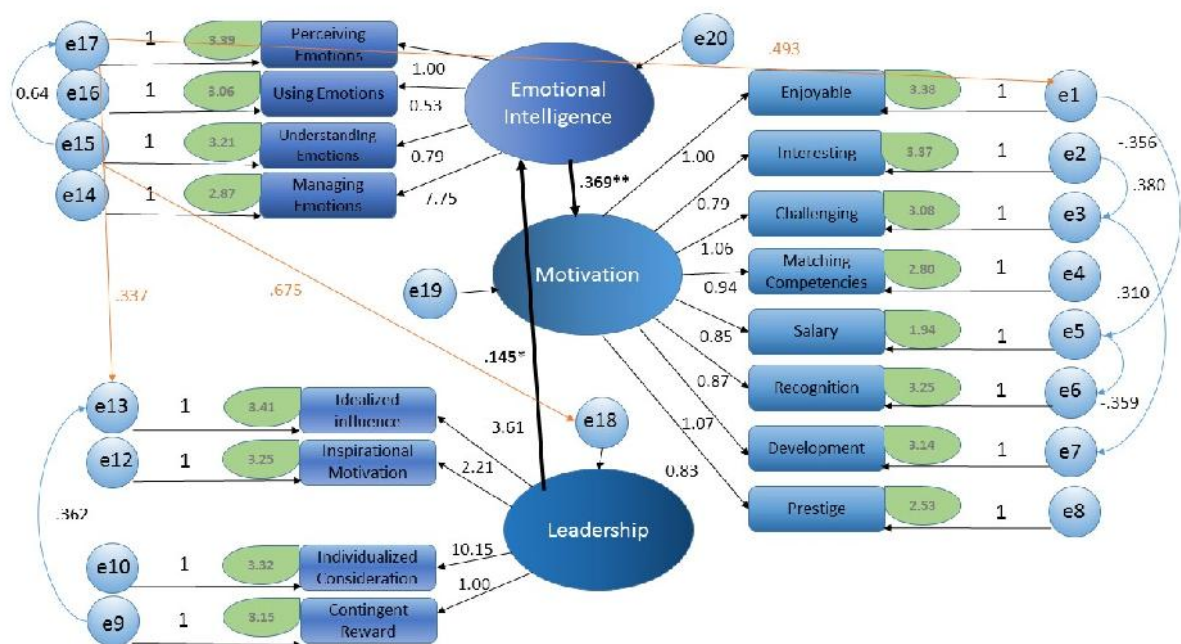 e17
1
3.39
Perceiving
Emotions
e20
.493
1.00
Emotional
Intelligence
Enjoyable
3.38
1
e1
0.64
e16
1
3.06
Using Emotions
0.53
-.356
e15
1
3.21
Understanding
Emotions
0.79
1.00
Interesting
3.37
1
e2
.380
e14
1
2.87
Managing
Emotions
7.75
.369**
0.79
Challenging
3.08
1
e3
1.06
Motivation
Matching
Competencies
2.80
1
e4
0.94
e19
.337
.675
.310
0.85
Salary
1.94
1
e5
.145*
0.87
Recognition
3.25
1
e6
-.359
e13
1
3.41
Idealized
influence
e18
3.61
1.07
Development
3.14
1
e7
e12
1
3.25
Inspirational
Motivation
2.21
0.83
Prestige
2.53
1
e8
.362
Leadership
e10
1
3.32
Individualized
Consideration
10.15
1.00
e9
1
3.15
Contingent
Reward